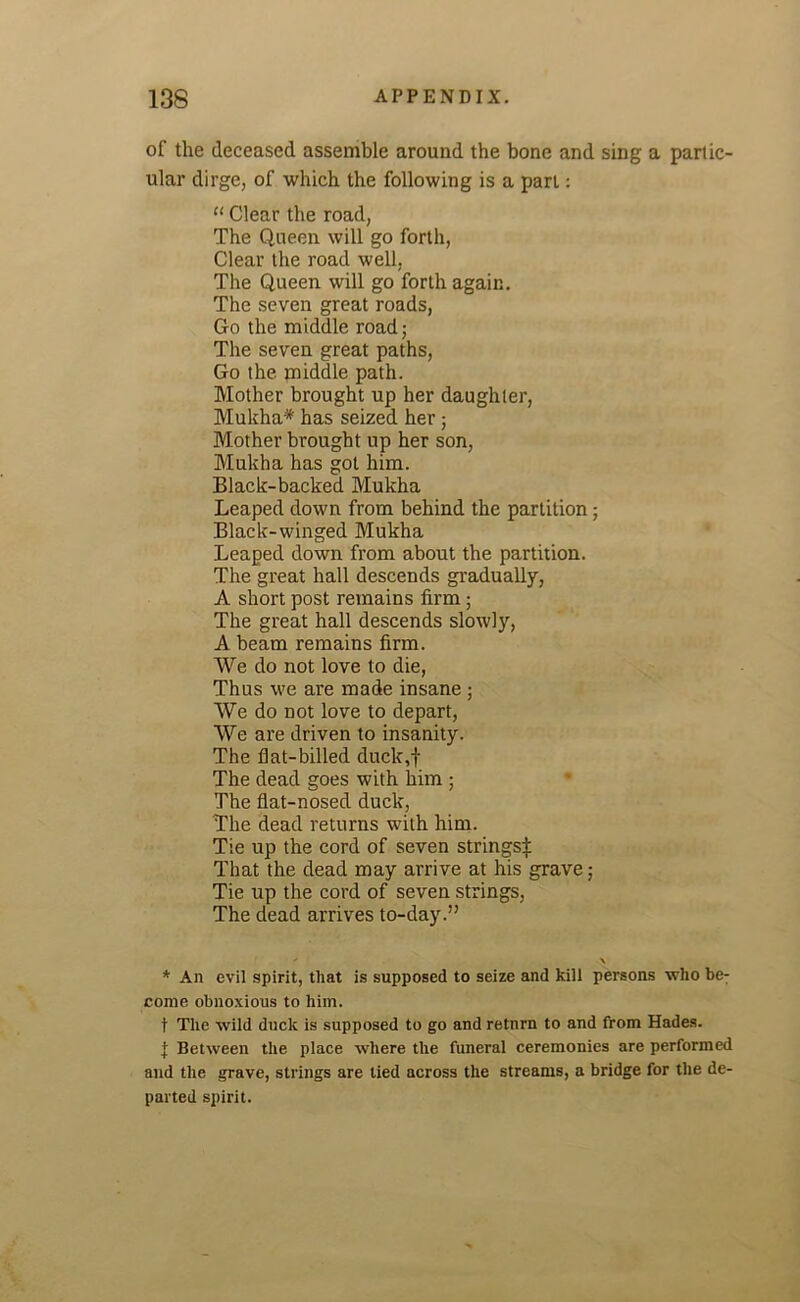 138 APPENDIX.
of the deceased assemble around the bone and sing a partic-
ular dirge, of which the following is a part:
“Clear the road,
The Queen will go forth,
Clear the road well,
The Queen will go forth again.
The seven great roads,
Go the middle road;
The seven great paths,
Go the middle path.
Mother brought up her daughter,
Mukha* has seized her;
Mother brought up her son,
Mukha has got him.
Black-backed Mukha
Leaped down from behind the partition;
Black-winged Mukha
Leaped down from about the partition.
The great hall descends gradually,
A short post remains firm;
The great hall descends slowly,
A beam remains firm.
We do not love to die,
Thus we are made insane;
We do not love to depart,
We are driven to insanity.
The flat-billed duck,†
The dead goes with him;
The flat-nosed duck,
The dead returns with him.
Tie up the cord of seven strings‡
That the dead may arrive at his grave;
Tie up the cord of seven strings,
The dead arrives to-day.”
* An evil spirit, that is supposed to seize and kill persons who be-
come obnoxious to him.
† The wild duck is supposed to go and retnrn to and from Hades.
‡ Between the place where the funeral ceremonies are performed
and the grave, strings are tied across the streams, a bridge for the de-
parted spirit.